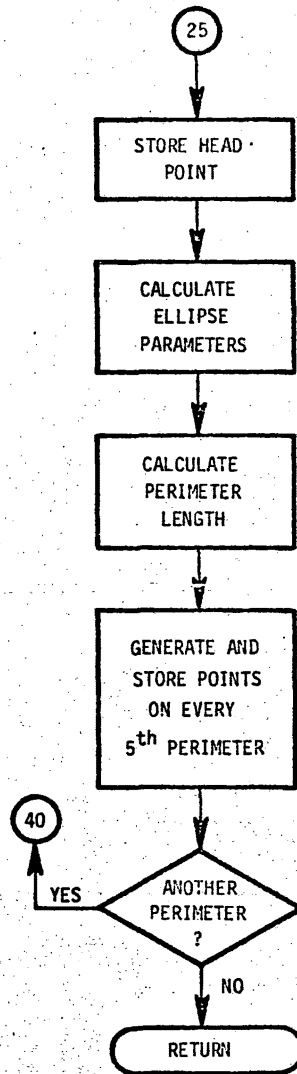 25
STORE HEAD
POINT
CALCULATE
ELLIPSE
PARAMETERS
CALCULATE
PERIMETER
LENGTH
GENERATE AND
STORE POINTS
ON EVERY
5th PERIMETER
40
YES
ANOTHER
PERIMETER
?
NO
RETURN